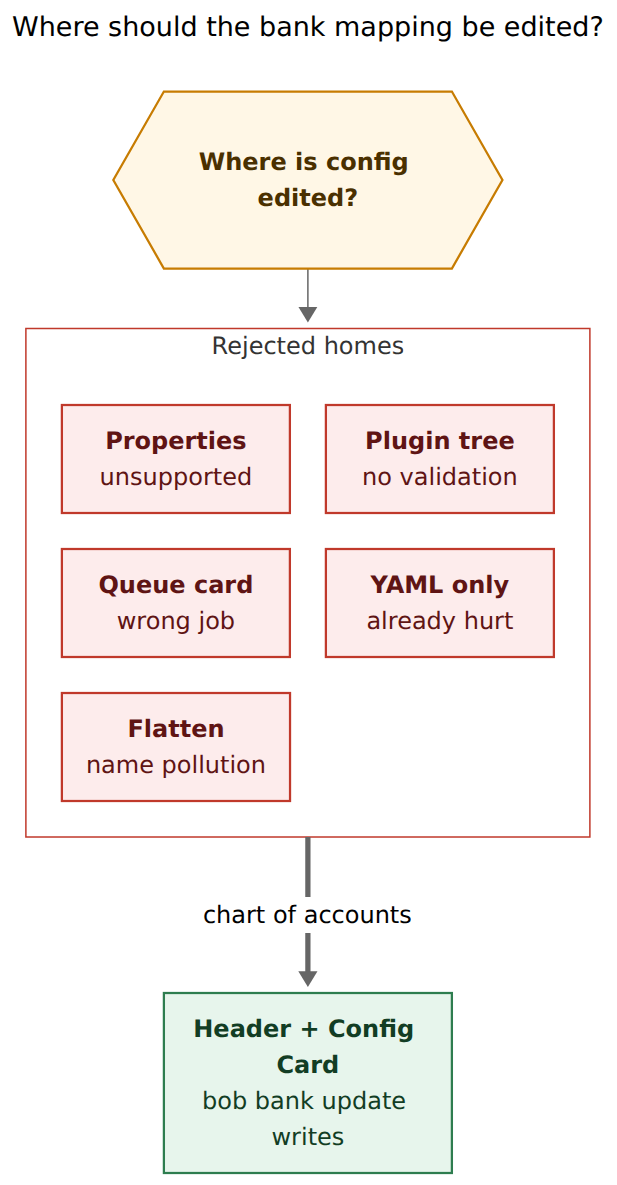 Where should the bank mapping be edited?
Where is config
edited?
Rejected homes
Properties
unsupported
Plugin tree
no validation
Queue card
wrong job
YAML only
already hurt
Flatten
name pollution
chart of accounts
Header + Config
Card
bob bank update
writes